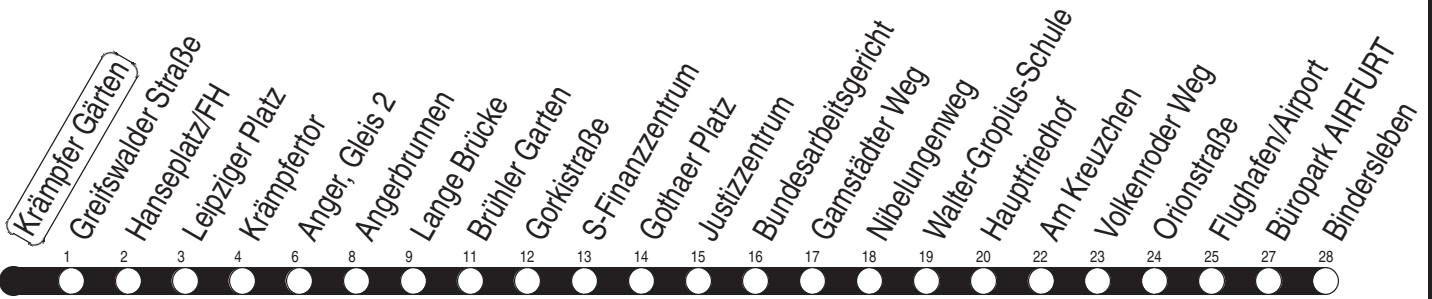 Krämpfer Gärten
Greifswalder Straße
Hanseplatz/FH
Leipziger Platz
Krämpfertor
Anger, Gleis 2
Angerbrunnen
Lange Brücke
Brühler Garten
Gorkistraße
S-Finanzzentrum
Gothaer Platz
Justizzentrum
Bundesarbeitsgericht
Gamstädter Weg
Nibelungenweg
Walter-Gropius-Schule
Hauptfriedhof
Am Kreuzchen
Volkenroder Weg
Orionstraße
Flughafen/Airport
Büropark AIRFURT
Bindersleben
1 2 3 4 6 8 9 11 12 13 14 15 16 17 18 19 20 22 23 24 25 27 28